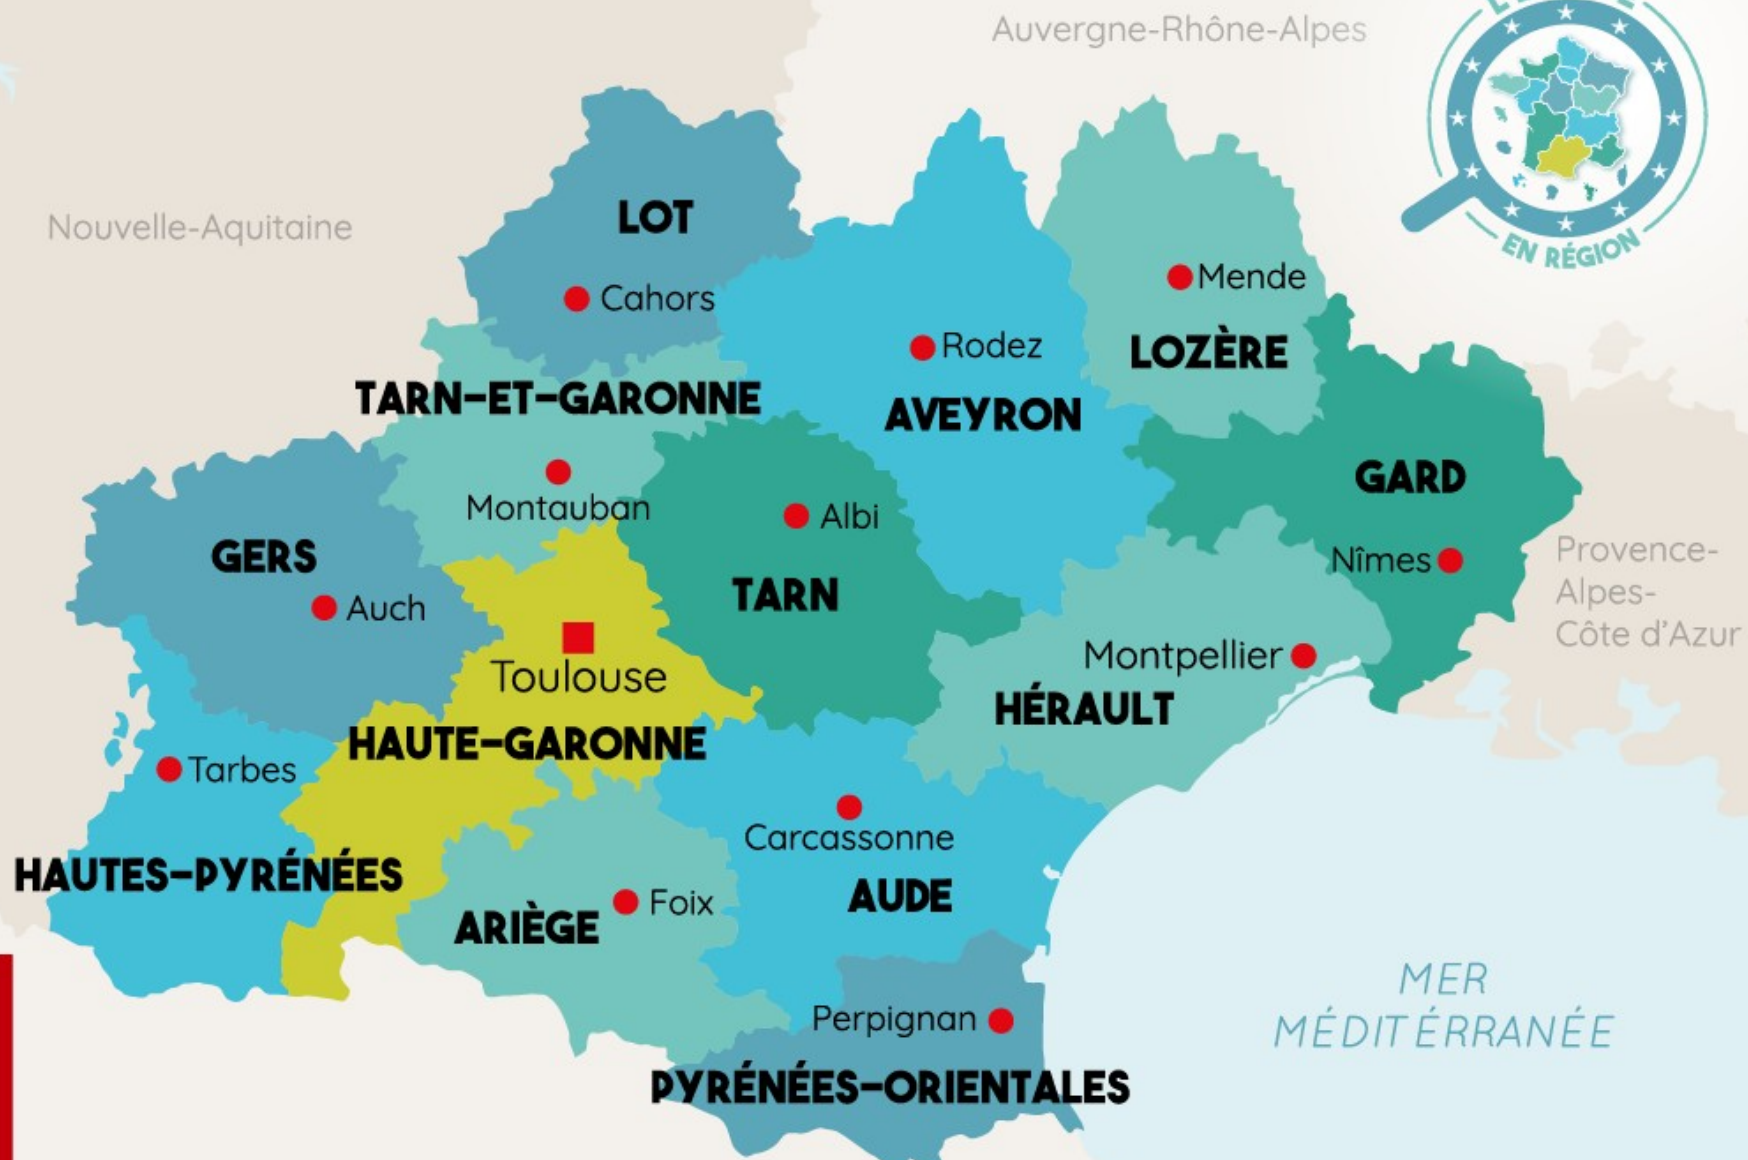 Auvergne-Rhône-Alpes
Nouvelle-Aquitaine
EN RÉGION
LOT
Cahors
Mende
LOZÈRE
Rodez
AVEYRON
TARN-ET-GARONNE
Montauban
GARD
Nîmes
Albi
TARN
GERS
Auch
Provence-
Alpes-
Côte d'Azur
Toulouse
HAUTE-GARONNE
Montpellier
HÉRAULT
Tarbes
HAUTES-PYRÉNÉES
Carcassonne
AUDE
Foix
ARIÈGE
MER
MÉDITÉRRANÉE
Perpignan
PYRÉNÉES-ORIENTALES